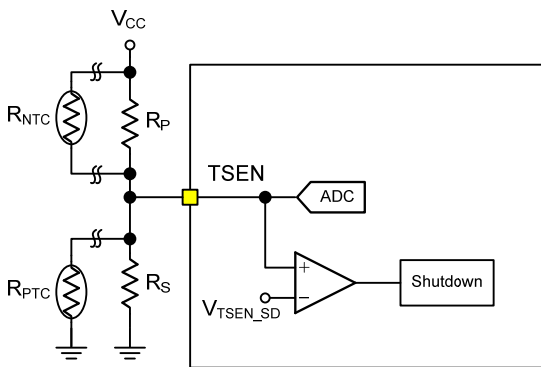 VCC
RNTC
RP
TSEN
ADC
RPTC
RS
+
−
VTSEN_SD
Shutdown